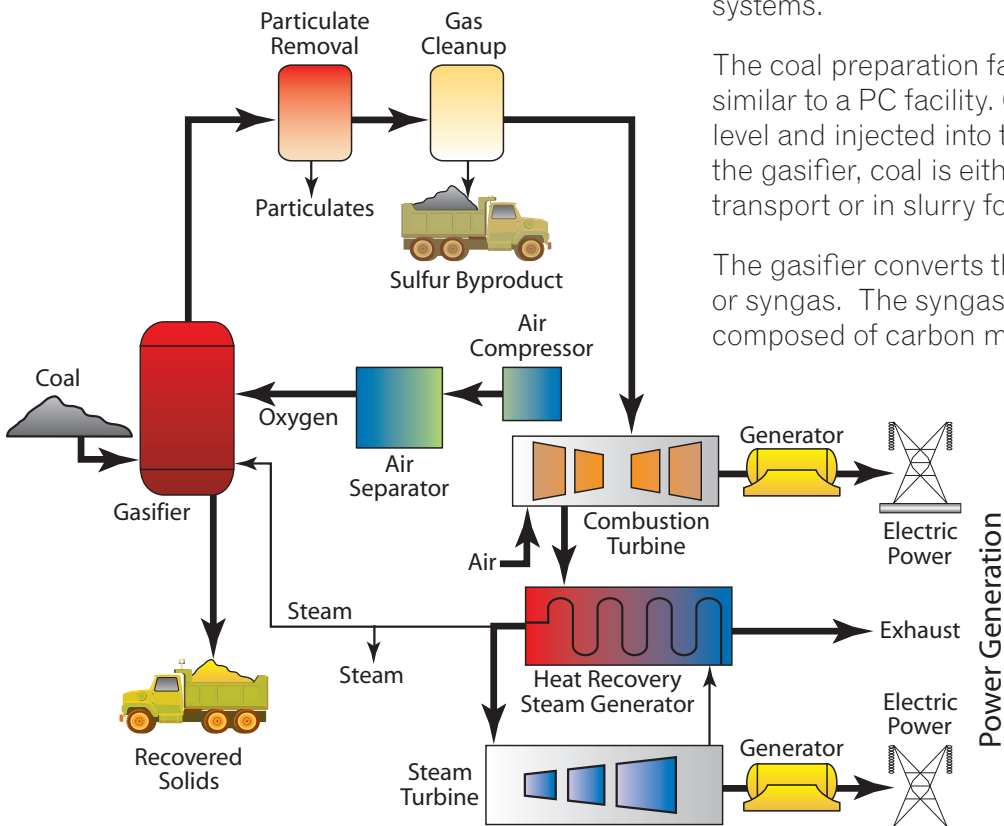 Particulate
Removal
Gas
Cleanup
Particulates
Sulfur Byproduct
Coal
Gasifier
Oxygen
Air
Separator
Air
Compressor
Generator
Electric
Power
Combustion
Turbine
Air
Steam
Steam
Exhaust
Heat Recovery
Steam Generator
Recovered
Solids
Steam
Turbine
Generator
Electric
Power
Power Generation
systems.
The coal preparation fa
similar to a PC facility.
level and injected into t
the gasifier, coal is eith
transport or in slurry fo
The gasifier converts th
or syngas.  The syngas
composed of carbon m